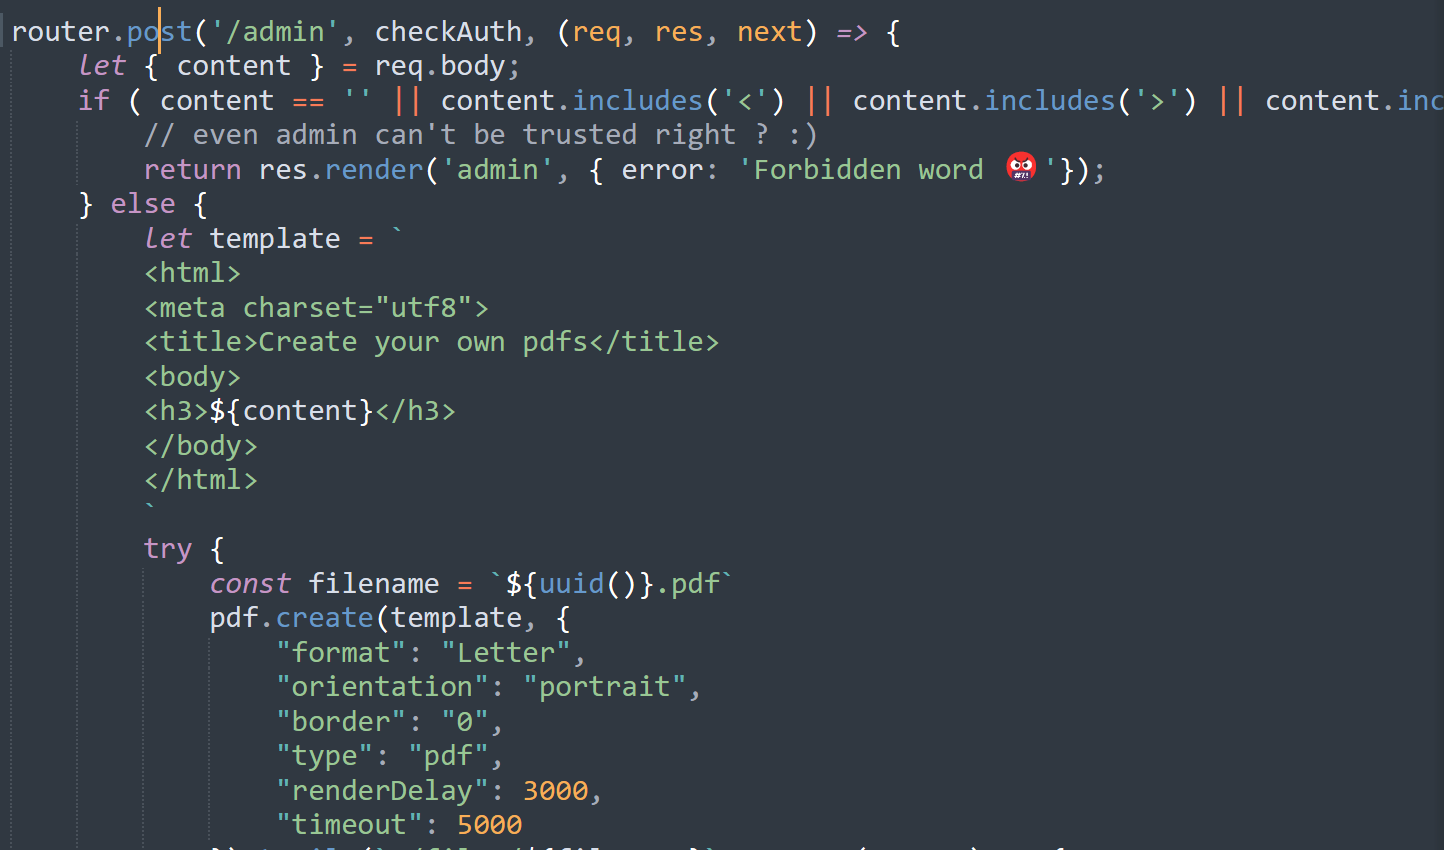 router.post('/admin', checkAuth, (req, res, next) => {
    let { content } = req.body;
    if ( content == '' || content.includes('<') || content.includes('>') || content.inc
        // even admin can't be trusted right ? :)
        return res.render('admin', { error: 'Forbidden word 🤬'});
    } else {
        let template = `
        <html>
        <meta charset="utf8">
        <title>Create your own pdfs</title>
        <body>
        <h3>${content}</h3>
        </body>
        </html>
        `
        try {
            const filename = `${uuid()}.pdf`
            pdf.create(template, {
                "format": "Letter",
                "orientation": "portrait",
                "border": "0",
                "type": "pdf",
                "renderDelay": 3000,
                "timeout": 5000